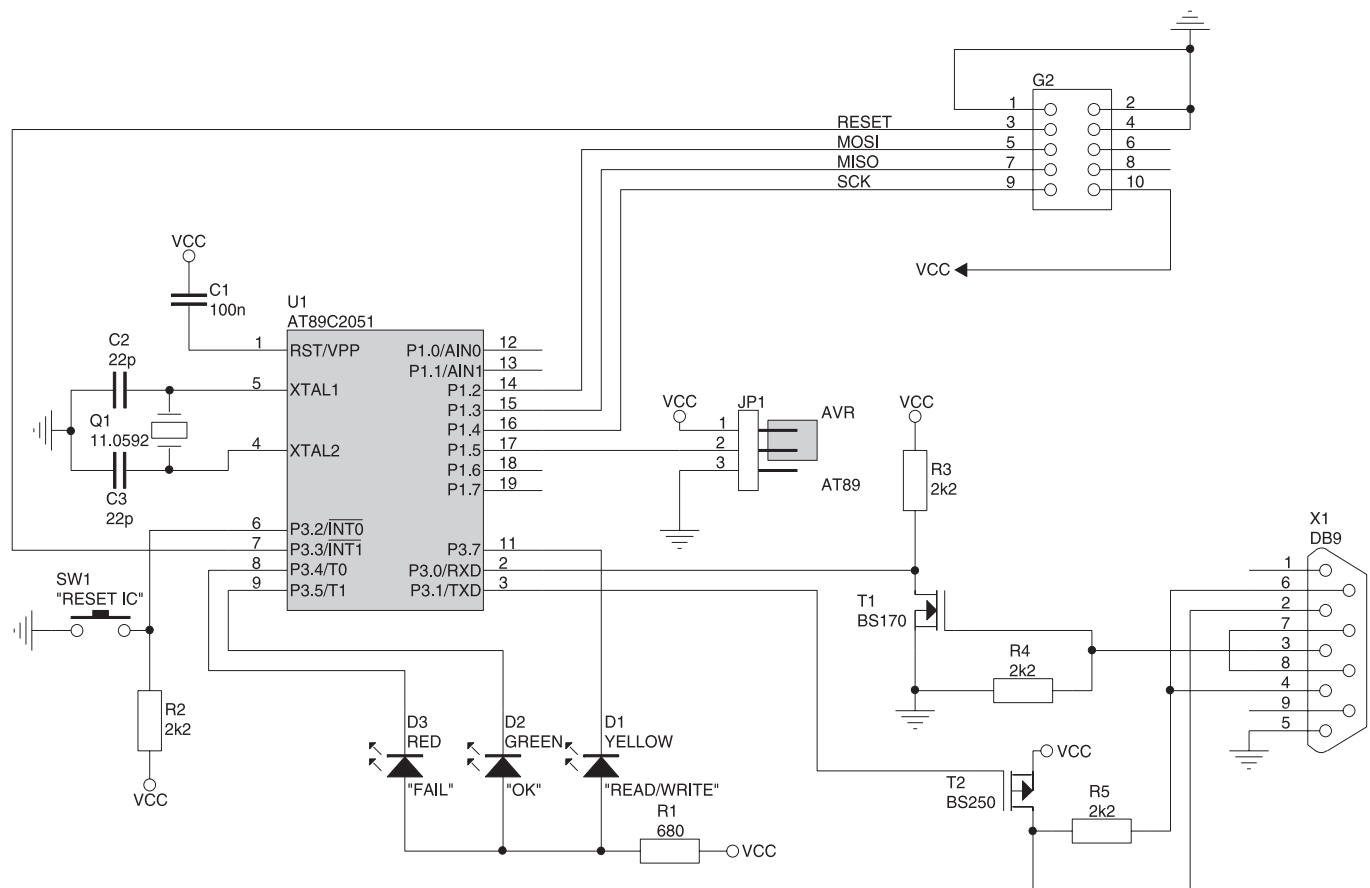 G2
1 2
3 4
5 6
7 8
9 10
RESET
MOSI
MISO
SCK
VCC
VCC
C1
100n
U1
AT89C2051
C2
22p
Q1
11.0592
C3
22p
1 RST/VPP
5 XTAL1
4 XTAL2
6 P3.2/INT0
7 P3.3/INT1
8 P3.4/T0
9 P3.5/T1
P1.0/AIN0 12
P1.1/AIN1 13
P1.2 14
P1.3 15
P1.4 16
P1.5 17
P1.6 18
P1.7 19
P3.7 11
P3.0/RXD 2
P3.1/TXD 3
VCC
JP1
1
2
3
AVR
AT89
VCC
R3
2k2
X1
DB9
1
6
2
7
3
8
4
9
5
T1
BS170
R4
2k2
SW1
"RESET IC"
R2
2k2
VCC
D3
RED
"FAIL"
D2
GREEN
"OK"
D1
YELLOW
"READ/WRITE"
R1
680
VCC
T2
BS250
VCC
R5
2k2